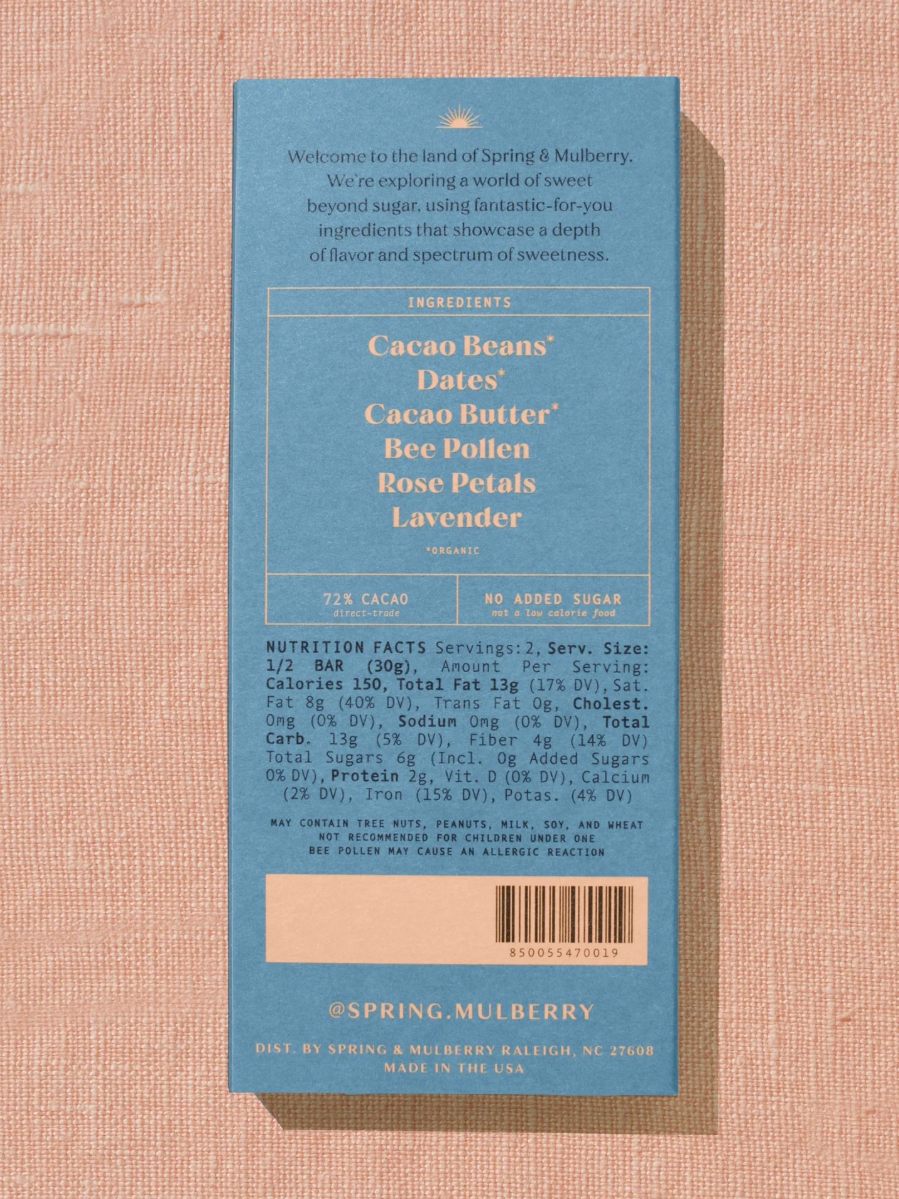 Welcome to the land of Spring & Mulberry.
We're exploring a world of sweet
beyond sugar, using fantastic-for-you
ingredients that showcase a depth
of flavor and spectrum of sweetness.
INGREDIENTS
Cacao Beans*
Dates*
Cacao Butter*
Bee Pollen
Rose Petals
Lavender
*ORGANIC
72% CACAO
direct-trade
NO ADDED SUGAR
not a low calorie food
NUTRITION FACTS Servings: 2, Serv. Size:
1/2 BAR (30g), Amount Per Serving:
Calories 150, Total Fat 13g (17% DV), Sat.
Fat 8g (40% DV), Trans Fat 0g, Cholest.
0mg (0% DV), Sodium 0mg (0% DV), Total
Carb. 13g (5% DV), Fiber 4g (14% DV)
Total Sugars 6g (Incl. 0g Added Sugars
0% DV), Protein 2g, Vit. D (0% DV), Calcium
(2% DV), Iron (15% DV), Potas. (4% DV)
MAY CONTAIN TREE NUTS, PEANUTS, MILK, SOY, AND WHEAT
NOT RECOMMENDED FOR CHILDREN UNDER ONE
BEE POLLEN MAY CAUSE AN ALLERGIC REACTION
850055470019
@SPRING.MULBERRY
DIST. BY SPRING & MULBERRY RALEIGH, NC 27608
MADE IN THE USA